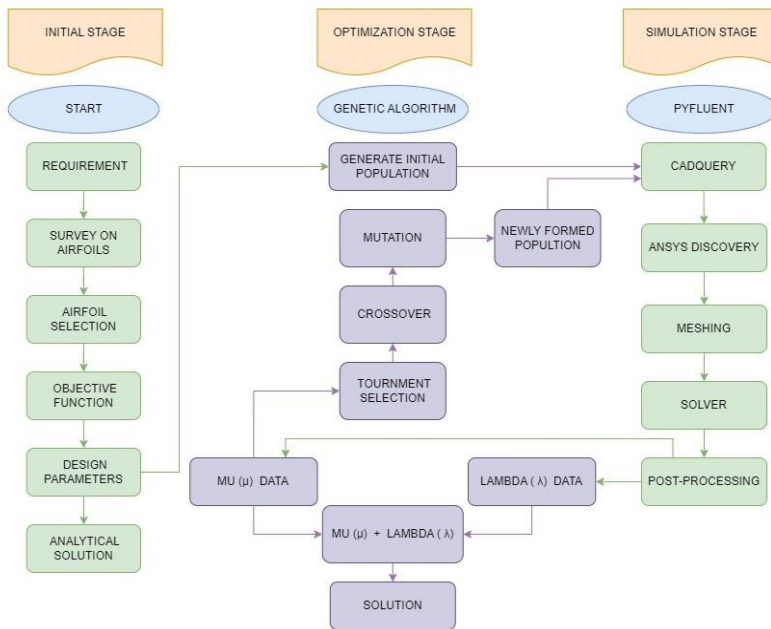 INITIAL STAGE
OPTIMIZATION STAGE
SIMULATION STAGE
START
GENETIC ALGORITHM
PYFLUENT
REQUIREMENT
GENERATE INITIAL
POPULATION
CADQUERY
SURVEY ON
AIRFOILS
MUTATION
NEWLY FORMED
POPULTION
ANSYS DISCOVERY
AIRFOIL
SELECTION
CROSSOVER
MESHING
OBJECTIVE
FUNCTION
TOURNMENT
SELECTION
SOLVER
DESIGN
PARAMETERS
MU (μ) DATA
LAMBDA ( λ) DATA
POST-PROCESSING
ANALYTICAL
SOLUTION
MU (μ) + LAMBDA ( λ)
SOLUTION